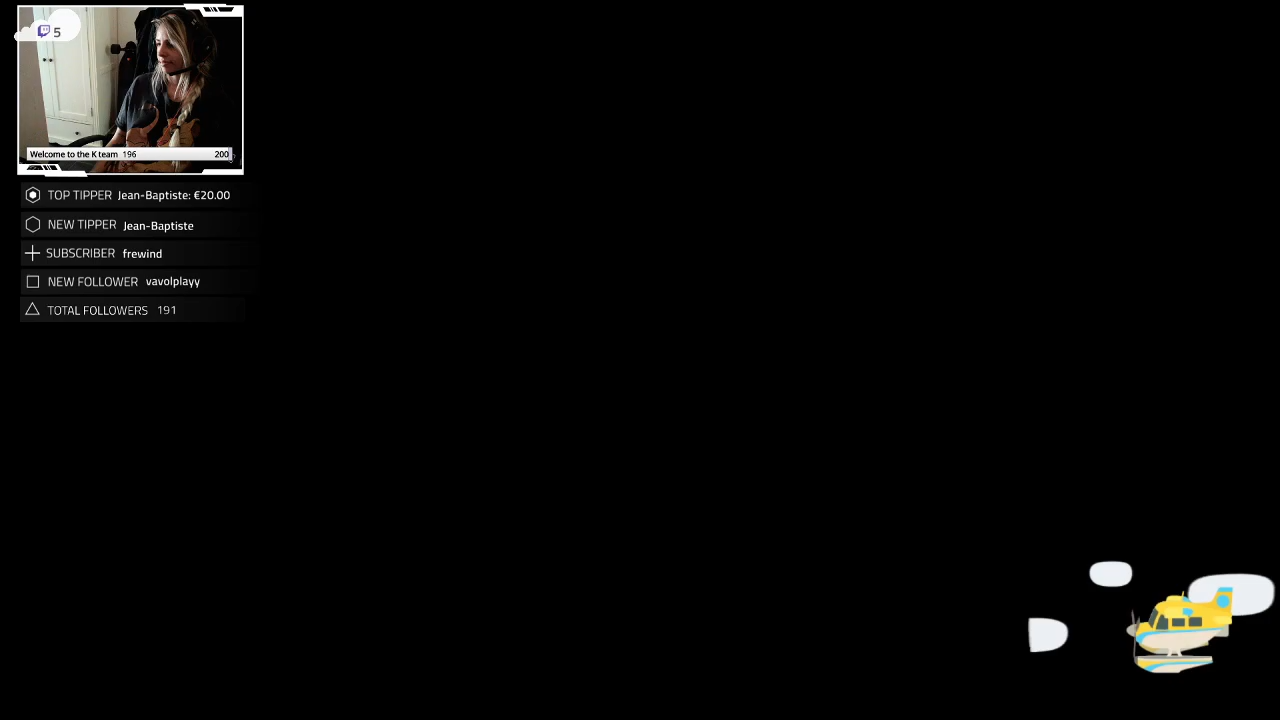 5
Welcome to the K team 196 200
TOP TIPPER Jean-Baptiste: €20.00
NEW TIPPER Jean-Baptiste
SUBSCRIBER frewind
NEW FOLLOWER vavolplayy
TOTAL FOLLOWERS 191